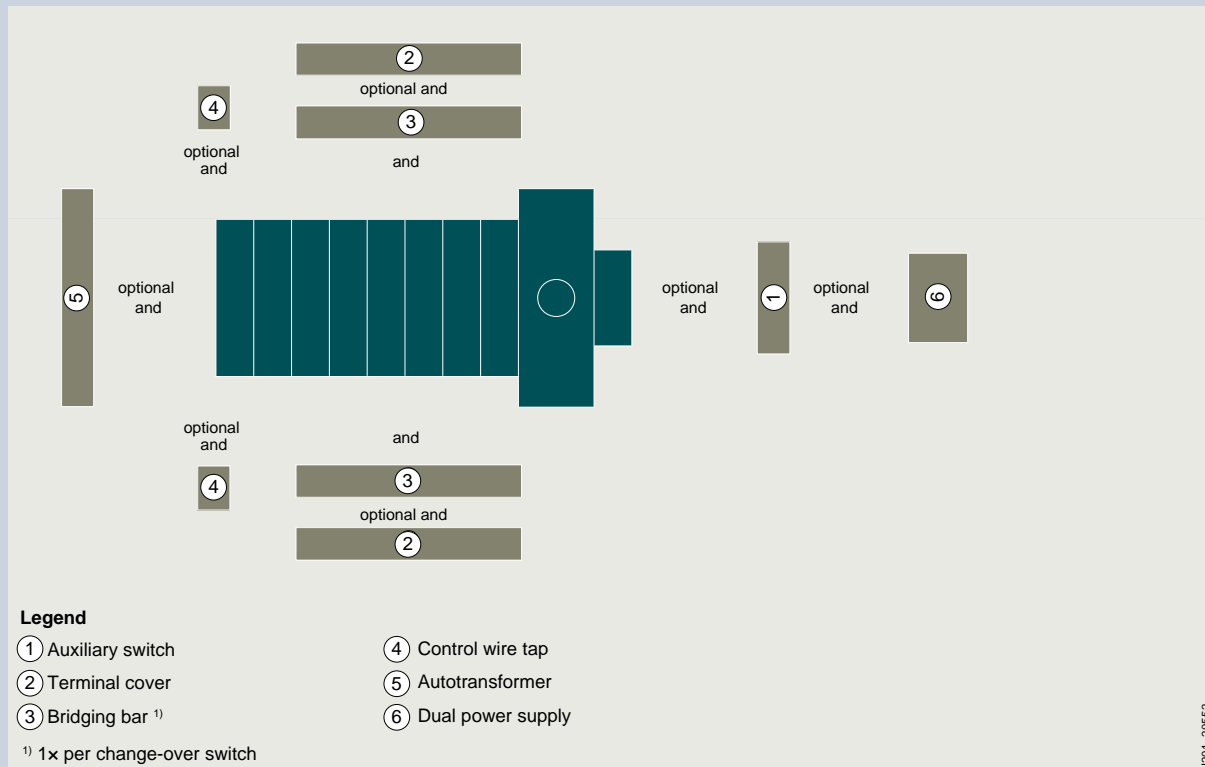 2
optional and
4
3
optional
and
and
5
optional
and
optional
and
1
optional
and
6
optional
and
and
4
3
optional and
2
Legend
1 Auxiliary switch
2 Terminal cover
3 Bridging bar 1)
4 Control wire tap
5 Autotransformer
6 Dual power supply
1) 1x per change-over switch